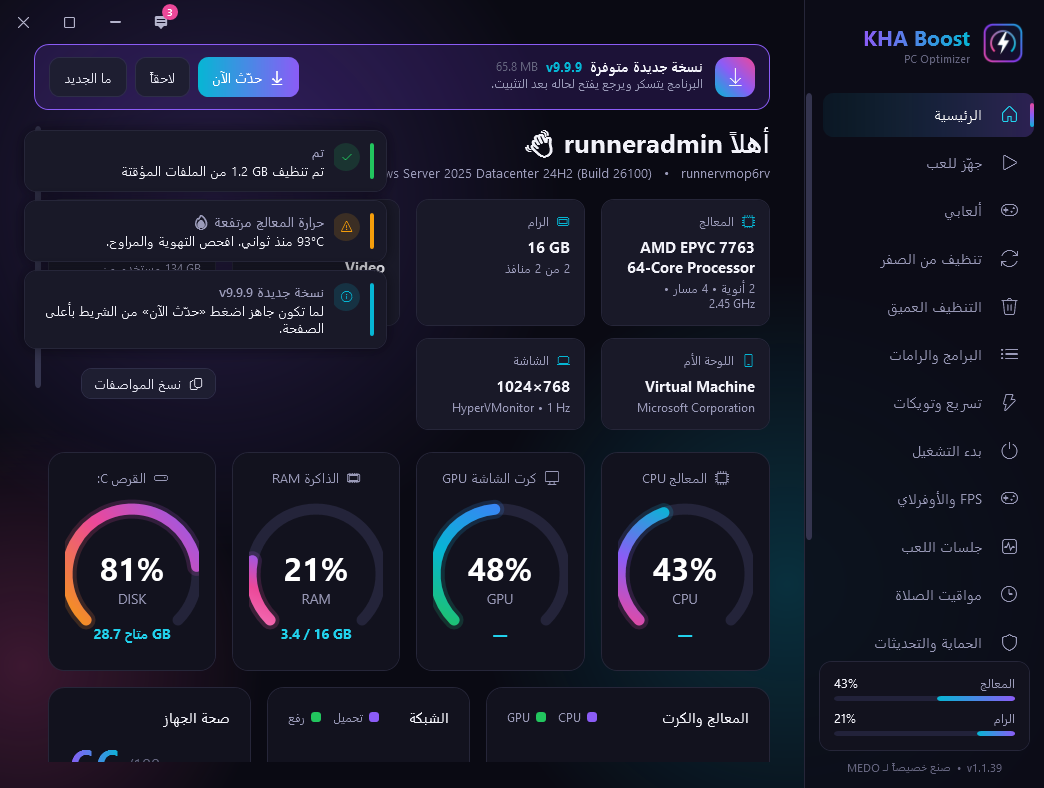 3
KHA Boost
PC Optimizer
الرئيسية
جهّز للعب
ألعابي
تنظيف من الصفر
التنظيف العميق
البرامج والرامات
تسريع وتويكات
بدء التشغيل
FPS والأوفرلاي
جلسات اللعب
مواقيت الصلاة
الحماية والتحديثات
المعالج 43%
الرام 21%
صنع خصيصاً لـ MEDO • v1.1.39
نسخة جديدة متوفرة v9.9.9 65.8 MB
البرنامج يتسكر ويرجع يفتح لحاله بعد التثبيت.
حدّث الآن
لاحقاً
ما الجديد
أهلاً runneradmin
Server 2025 Datacenter 24H2 (Build 26100) • runnervmop6rv
تم
تم تنظيف 1.2 GB من الملفات المؤقتة
حرارة المعالج مرتفعة
93°C منذ ثواني. افحص التهوية والمراوح.
نسخة جديدة v9.9.9
لما تكون جاهز اضغط «حدّث الآن» من الشريط بأعلى
الصفحة.
المعالج
AMD EPYC 7763
64-Core Processor
2 أنوية • 4 مسار •
2.45 GHz
الرام
16 GB
2 من 2 منافذ
Video
اللوحة الأم
Virtual Machine
Microsoft Corporation
الشاشة
1024×768
HyperVMonitor • 1 Hz
نسخ المواصفات
المعالج CPU
43%
CPU
—
كرت الشاشة GPU
48%
GPU
—
الذاكرة RAM
21%
RAM
3.4 / 16 GB
القرص C:
81%
DISK
28.7 متاح GB
المعالج والكرت
CPU
GPU
الشبكة
تحميل
رفع
صحة الجهاز